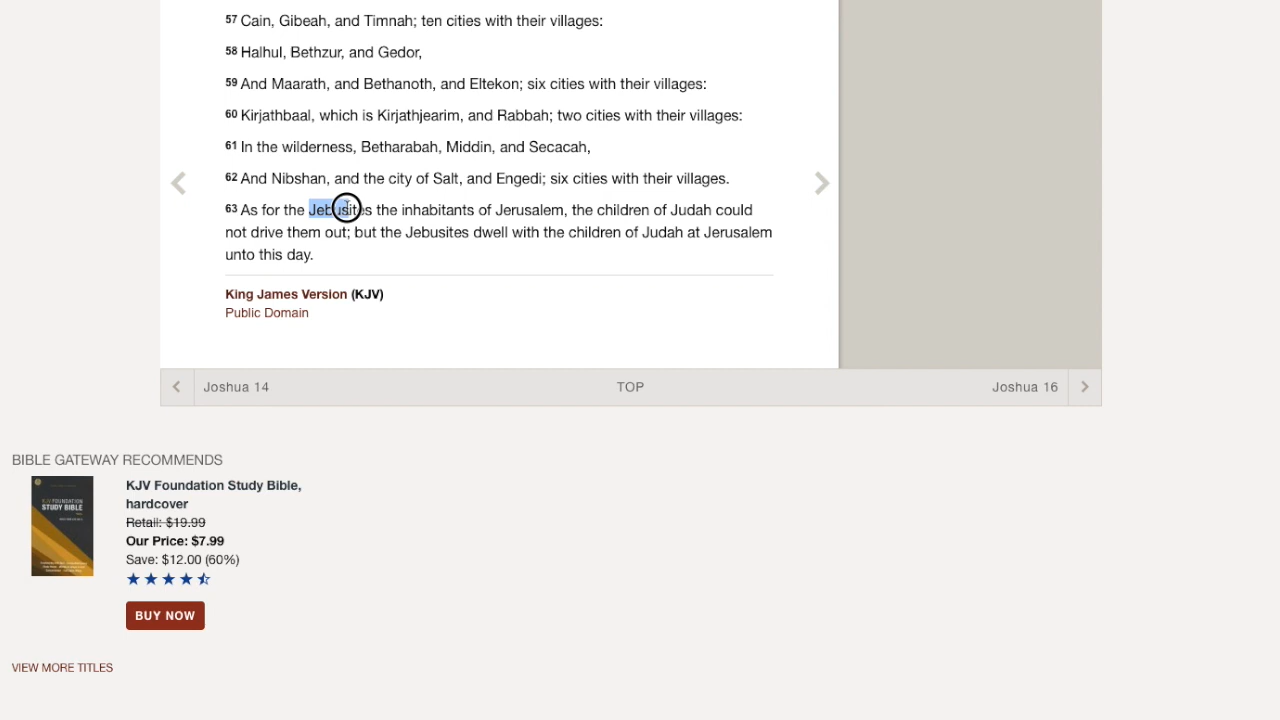 57 Cain, Gibeah, and Timnah; ten cities with their villages:
58 Halhul, Bethzur, and Gedor,
59 And Maarath, and Bethanoth, and Eltekon; six cities with their villages:
60 Kirjathbaal, which is Kirjathjearim, and Rabbah; two cities with their villages:
61 In the wilderness, Betharabah, Middin, and Secacah,
62 And Nibshan, and the city of Salt, and Engedi; six cities with their villages.
63 As for the Jebusites the inhabitants of Jerusalem, the children of Judah could
not drive them out; but the Jebusites dwell with the children of Judah at Jerusalem
unto this day.
King James Version (KJV)
Public Domain
Joshua 14
TOP
Joshua 16
BIBLE GATEWAY RECOMMENDS
KJV FOUNDATION
STUDY BIBLE
KJV Foundation Study Bible,
hardcover
Retail: $19.99
Our Price: $7.99
Save: $12.00 (60%)
BUY NOW
VIEW MORE TITLES